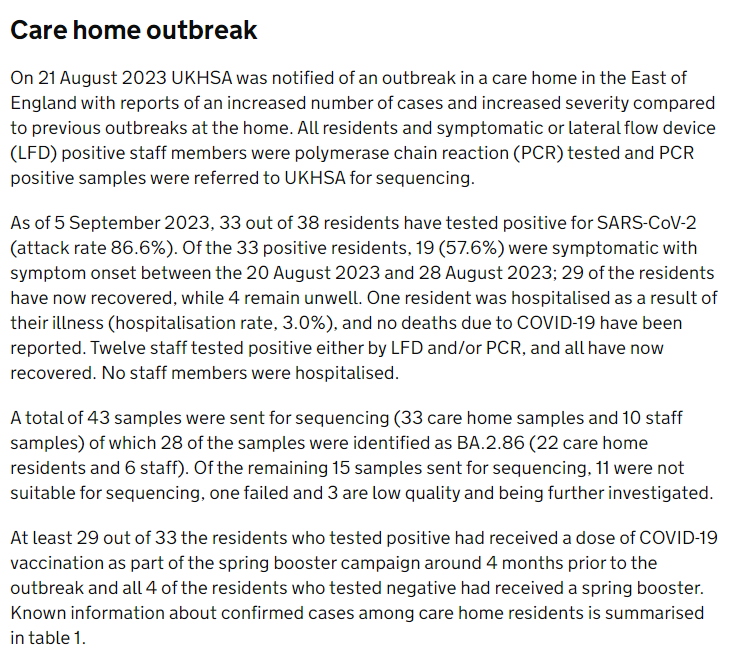 Care home outbreak
On 21 August 2023 UKHSA was notified of an outbreak in a care home in the East of
England with reports of an increased number of cases and increased severity compared
to previous outbreaks at the home. All residents and symptomatic or lateral flow device
(LFD) positive staff members were polymerase chain reaction (PCR) tested and PCR
positive samples were referred to UKHSA for sequencing.
As of 5 September 2023, 33 out of 38 residents have tested positive for SARS-CoV-2
(attack rate 86.6%). Of the 33 positive residents, 19 (57.6%) were symptomatic with
symptom onset between the 20 August 2023 and 28 August 2023; 29 of the residents
have now recovered, while 4 remain unwell. One resident was hospitalised as a result of
their illness (hospitalisation rate, 3.0%), and no deaths due to COVID-19 have been
reported. Twelve staff tested positive either by LFD and/or PCR, and all have now
recovered. No staff members were hospitalised.
A total of 43 samples were sent for sequencing (33 care home samples and 10 staff
samples) of which 28 of the samples were identified as BA.2.86 (22 care home
residents and 6 staff). Of the remaining 15 samples sent for sequencing, 11 were not
suitable for sequencing, one failed and 3 are low quality and being further investigated.
At least 29 out of 33 the residents who tested positive had received a dose of COVID-19
vaccination as part of the spring booster campaign around 4 months prior to the
outbreak and all 4 of the residents who tested negative had received a spring booster.
Known information about confirmed cases among care home residents is summarised
in table 1.